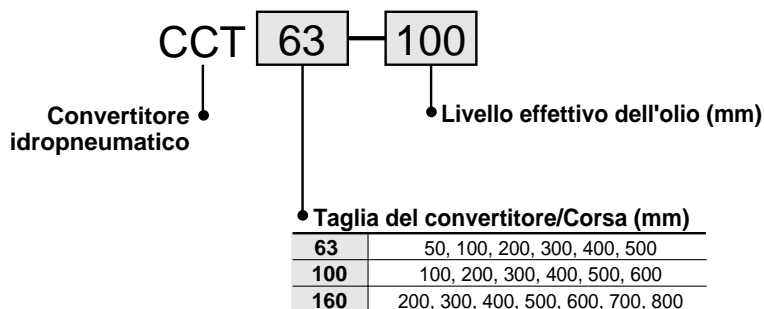 CCT 63 - 100
Convertitore idropneumatico
Livello effettivo dell'olio (mm)
Taglia del convertitore/Corsa (mm)
63 50, 100, 200, 300, 400, 500
100 100, 200, 300, 400, 500, 600
160 200, 300, 400, 500, 600, 700, 800